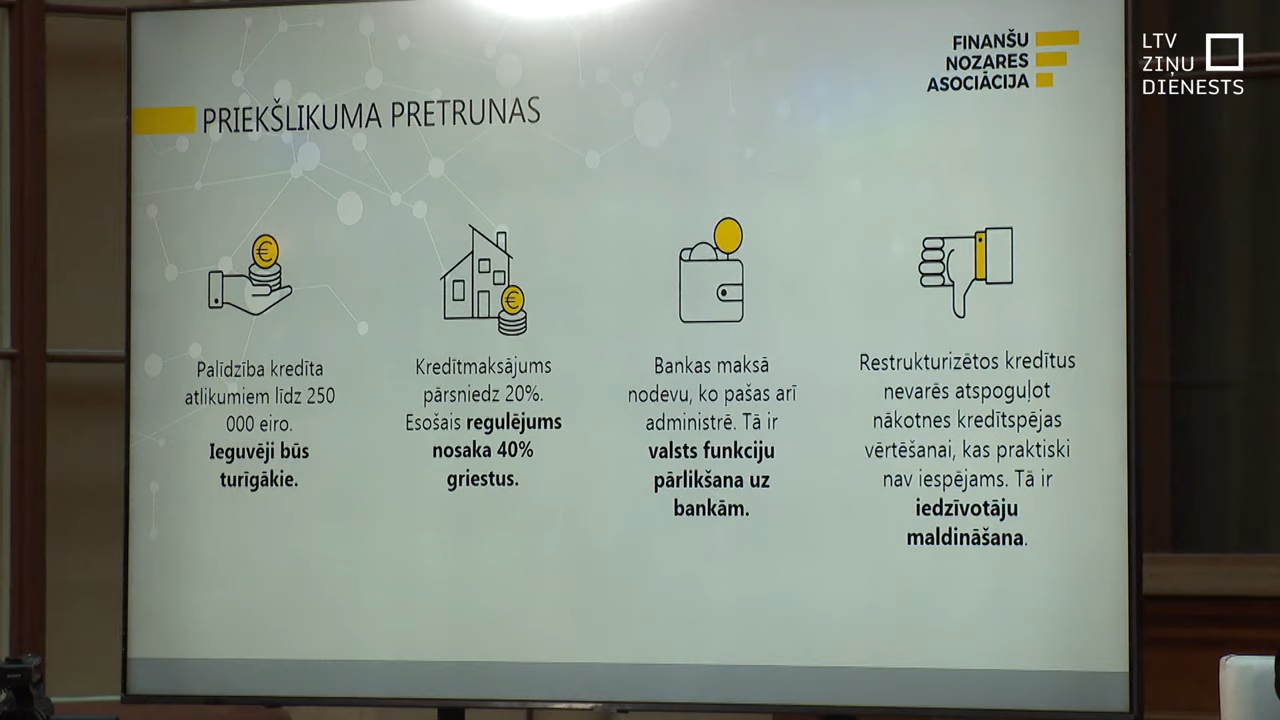 FINANŠU
NOZARES
ASOCIĀCIJA
LTV
ZIŅU
DIENESTS
PRIEKŠLIKUMA PRETRUNAS
€
Palīdzība kredīta
atlikumiem līdz 250
000 eiro.
Ieguvēji būs
turīgākie.
€
Kredītmaksājums
pārsniedz 20%.
Esošais regulējums
nosaka 40%
griestus.
Bankas maksā
nodevu, ko pašas arī
administrē. Tā ir
valsts funkciju
pārlikšana uz
bankām.
Restrukturizētos kredītus
nevarēs atspoguļot
nākotnes kredītspējas
vērtēšanai, kas praktiski
nav iespējams. Tā ir
iedzīvotāju
maldināšana.